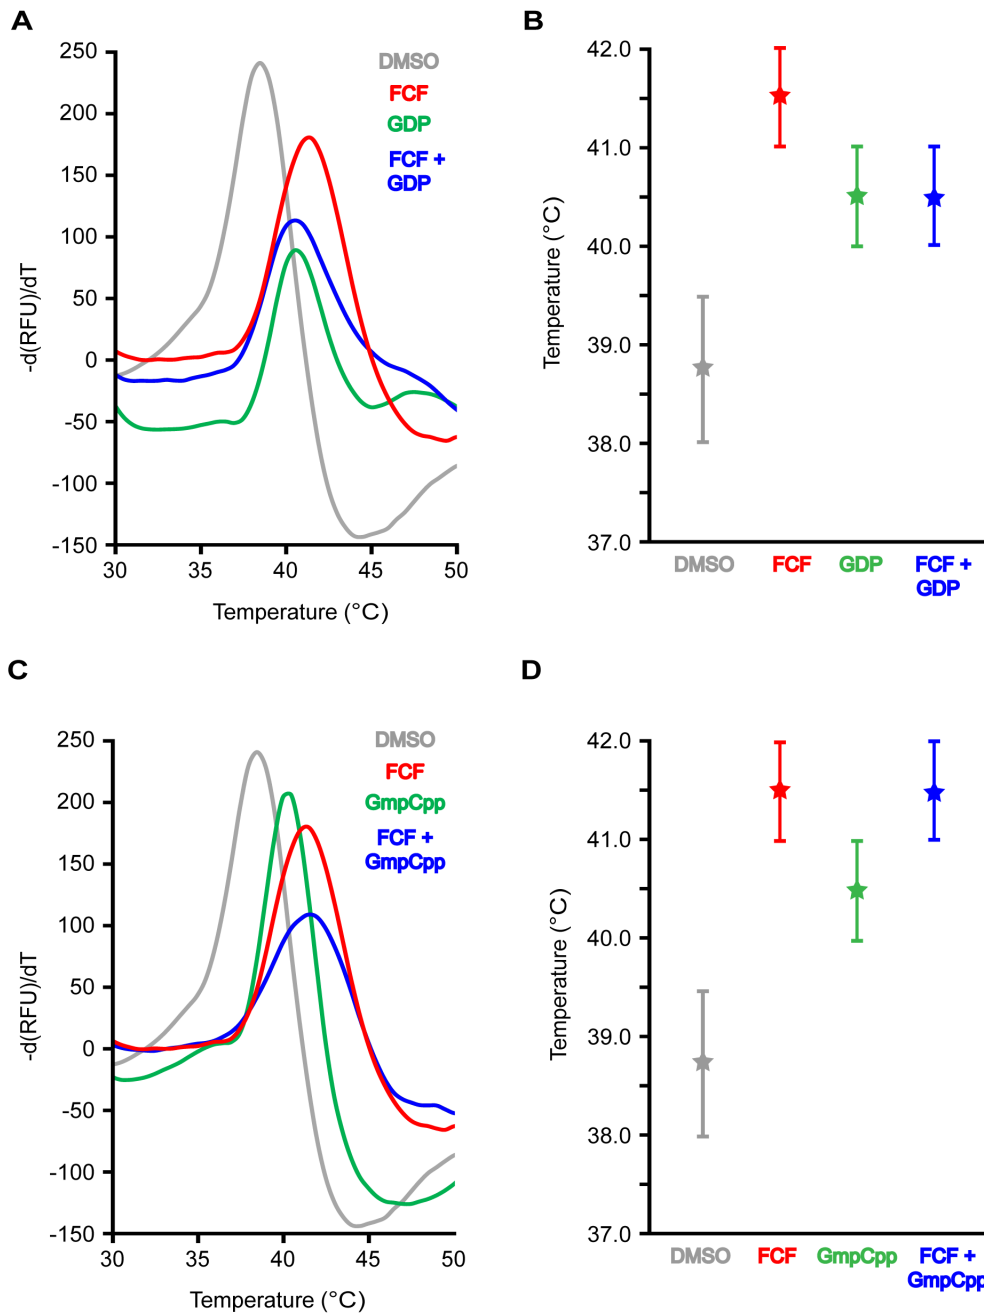 A
250
200
150
100
50
0
-50
-100
-150
-d(RFU)/dT
30
35
40
45
50
Temperature (°C)
DMSO
FCF
GDP
FCF +
GDP
B
42.0
41.0
40.0
39.0
38.0
37.0
Temperature (°C)
DMSO
FCF
GDP
FCF +
GDP
C
250
200
150
100
50
0
-50
-100
-150
-d(RFU)/dT
30
35
40
45
50
Temperature (°C)
DMSO
FCF
GmpCpp
FCF +
GmpCpp
D
42.0
41.0
40.0
39.0
38.0
37.0
Temperature (°C)
DMSO
FCF
GmpCpp
FCF +
GmpCpp